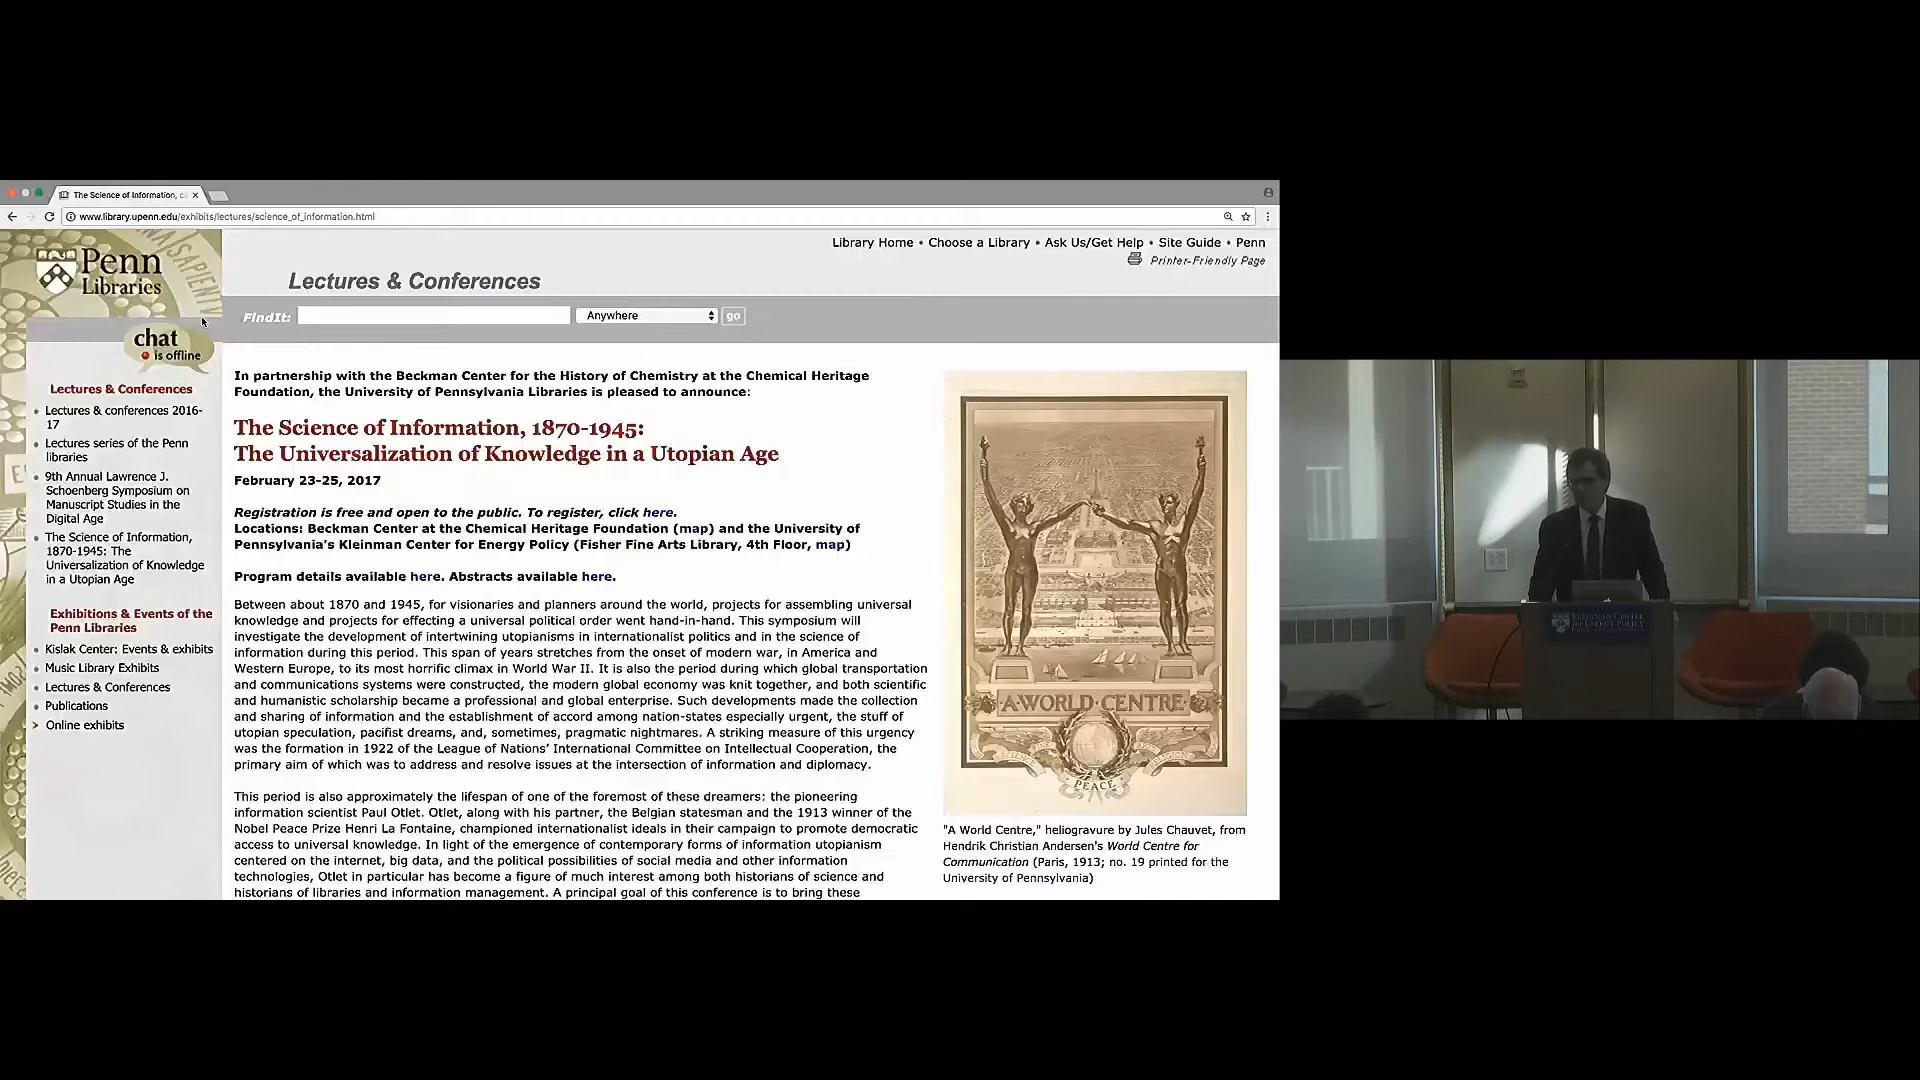 The Science of Information, c
www.library.upenn.edu/exhibits/lectures/science_of_information.html
Penn
Libraries
Library Home • Choose a Library • Ask Us/Get Help • Site Guide • Penn
Printer-Friendly Page
Lectures & Conferences
FindIt:
Anywhere
go
chat
is offline
Lectures & Conferences
Lectures & conferences 2016-
17
Lectures series of the Penn
libraries
9th Annual Lawrence J.
Schoenberg Symposium on
Manuscript Studies in the
Digital Age
The Science of Information,
1870-1945: The
Universalization of Knowledge
in a Utopian Age
Exhibitions & Events of the
Penn Libraries
Kislak Center: Events & exhibits
Music Library Exhibits
Lectures & Conferences
Publications
Online exhibits
In partnership with the Beckman Center for the History of Chemistry at the Chemical Heritage
Foundation, the University of Pennsylvania Libraries is pleased to announce:
The Science of Information, 1870-1945:
The Universalization of Knowledge in a Utopian Age
February 23-25, 2017
Registration is free and open to the public. To register, click here.
Locations: Beckman Center at the Chemical Heritage Foundation (map) and the University of
Pennsylvania's Kleinman Center for Energy Policy (Fisher Fine Arts Library, 4th Floor, map)
Program details available here. Abstracts available here.
Between about 1870 and 1945, for visionaries and planners around the world, projects for assembling universal
knowledge and projects for effecting a universal political order went hand-in-hand. This symposium will
investigate the development of intertwining utopianisms in internationalist politics and in the science of
information during this period. This span of years stretches from the onset of modern war, in America and
Western Europe, to its most horrific climax in World War II. It is also the period during which global transportation
and communications systems were constructed, the modern global economy was knit together, and both scientific
and humanistic scholarship became a professional and global enterprise. Such developments made the collection
and sharing of information and the establishment of accord among nation-states especially urgent, the stuff of
utopian speculation, pacifist dreams, and, sometimes, pragmatic nightmares. A striking measure of this urgency
was the formation in 1922 of the League of Nations' International Committee on Intellectual Cooperation, the
primary aim of which was to address and resolve issues at the intersection of information and diplomacy.
This period is also approximately the lifespan of one of the foremost of these dreamers: the pioneering
information scientist Paul Otlet. Otlet, along with his partner, the Belgian statesman and the 1913 winner of the
Nobel Peace Prize Henri La Fontaine, championed internationalist ideals in their campaign to promote democratic
access to universal knowledge. In light of the emergence of contemporary forms of information utopianism
centered on the internet, big data, and the political possibilities of social media and other information
technologies, Otlet in particular has become a figure of much interest among both historians of science and
historians of libraries and information management. A principal goal of this conference is to bring these
A·WORLD·CENTRE
PEACE
"A World Centre," heliogravure by Jules Chauvet, from
Hendrik Christian Andersen's World Centre for
Communication (Paris, 1913; no. 19 printed for the
University of Pennsylvania)
KLEINMAN CENTER
for ENERGY POLICY